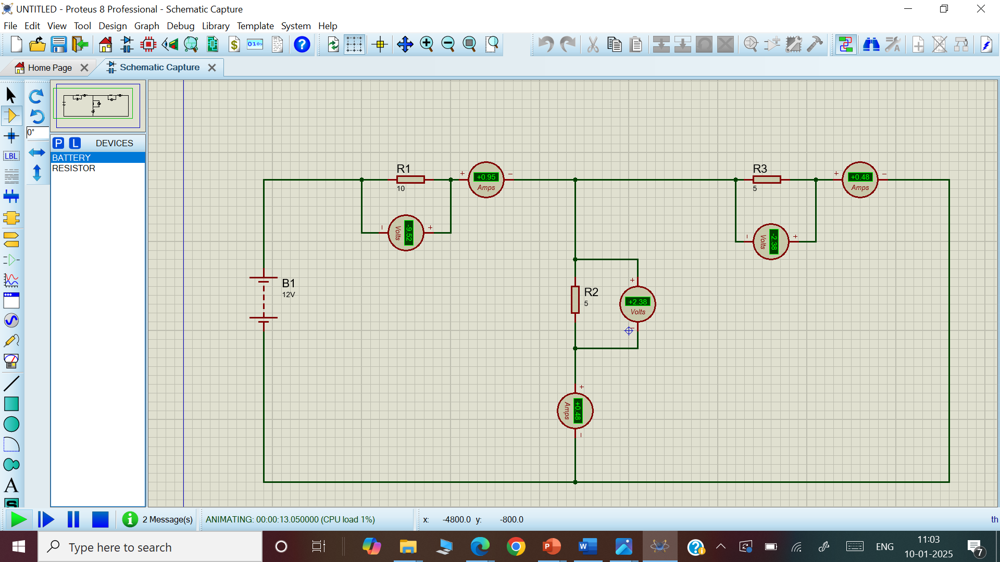 UNTITLED - Proteus 8 Professional - Schematic Capture
File Edit View Tool Design Graph Debug Library Template System Help
Home Page
Schematic Capture
0°
P L DEVICES
BATTERY
RESISTOR
LBL
A
S
R1
10
+ +0.95 -
Amps
- -9.52 +
Volts
B1
12V
R2
5
+
+2.38
Volts
-
+
+0.48
Amps
-
R3
5
+ +0.48 -
Amps
- -2.38 +
Volts
2 Message(s)
ANIMATING: 00:00:13.050000 (CPU load 1%)
x: -4800.0 y: -800.0
th
Type here to search
ENG
11:03
10-01-2025
7